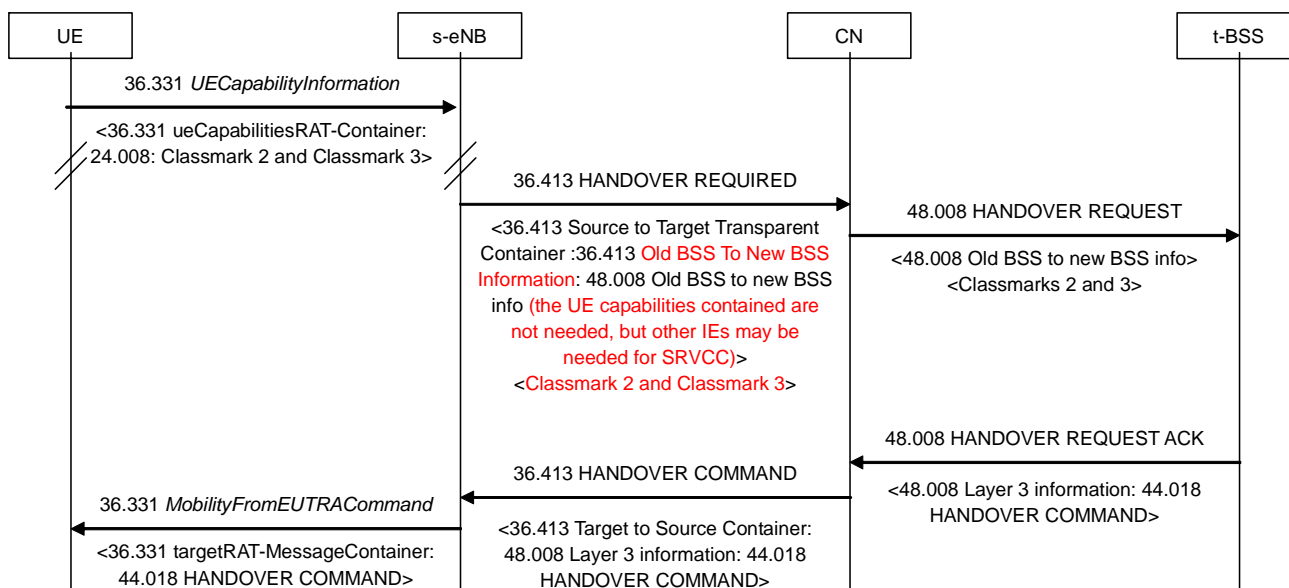 UE
s-eNB
CN
t-BSS
36.331 UECapabilityInformation
<36.331 ueCapabilitiesRAT-Container:
24.008: Classmark 2 and Classmark 3>
36.413 HANDOVER REQUIRED
<36.413 Source to Target Transparent
Container :36.413 Old BSS To New BSS
Information: 48.008 Old BSS to new BSS
info (the UE capabilities contained are
not needed, but other IEs may be
needed for SRVCC)>
<Classmark 2 and Classmark 3>
48.008 HANDOVER REQUEST
<48.008 Old BSS to new BSS info>
<Classmarks 2 and 3>
48.008 HANDOVER REQUEST ACK
<48.008 Layer 3 information: 44.018
HANDOVER COMMAND>
36.413 HANDOVER COMMAND
<36.413 Target to Source Container:
48.008 Layer 3 information: 44.018
HANDOVER COMMAND>
36.331 MobilityFromEUTRACommand
<36.331 targetRAT-MessageContainer:
44.018 HANDOVER COMMAND>